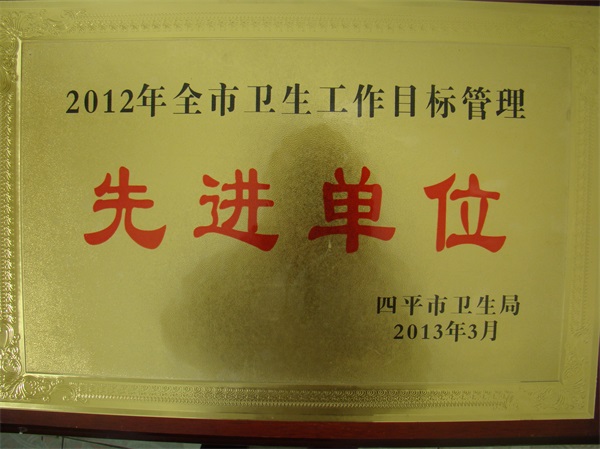 2012年全市卫生工作目标管理
先进单位
四平市卫生局
2013年3月